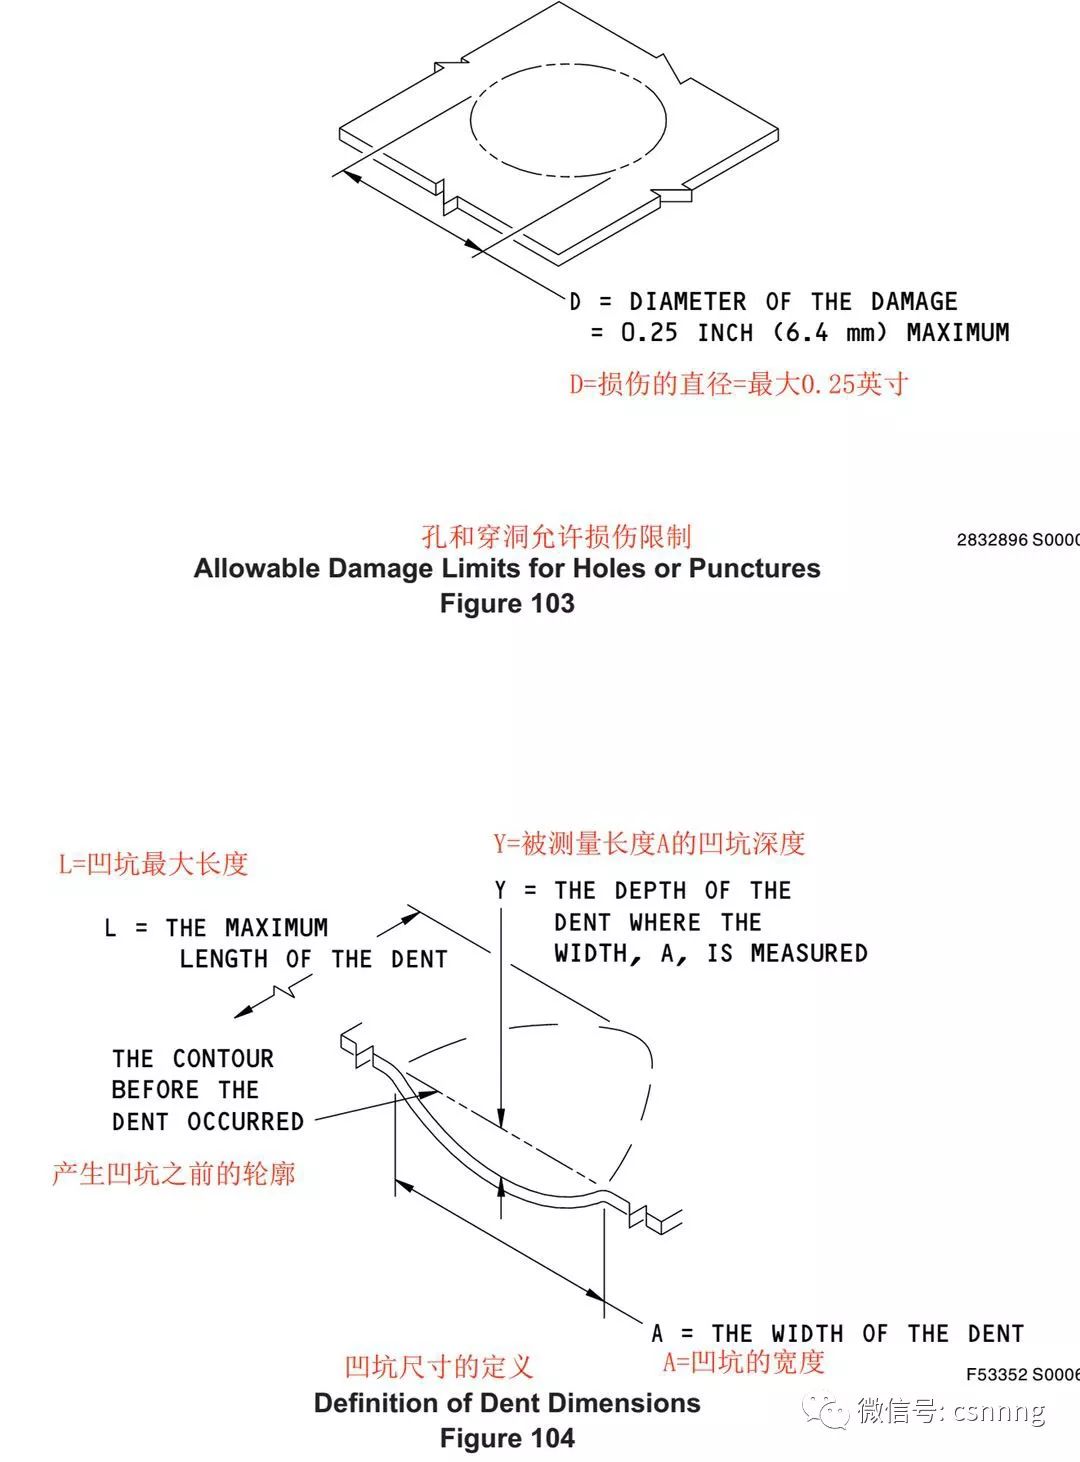 D = DIAMETER OF THE DAMAGE
= 0.25 INCH (6.4 mm) MAXIMUM
D=损伤的直径=最大0.25英寸
孔和穿洞允许损伤限制
2832896 S0000
Allowable Damage Limits for Holes or Punctures
Figure 103
L=凹坑最大长度
Y=被测量长度A的凹坑深度
L = THE MAXIMUM
LENGTH OF THE DENT
Y = THE DEPTH OF THE
DENT WHERE THE
WIDTH, A, IS MEASURED
THE CONTOUR
BEFORE THE
DENT OCCURRED
产生凹坑之前的轮廓
A = THE WIDTH OF THE DENT
A=凹坑的宽度
凹坑尺寸的定义
F53352 S0006
Definition of Dent Dimensions
Figure 104
微信号: csnnng